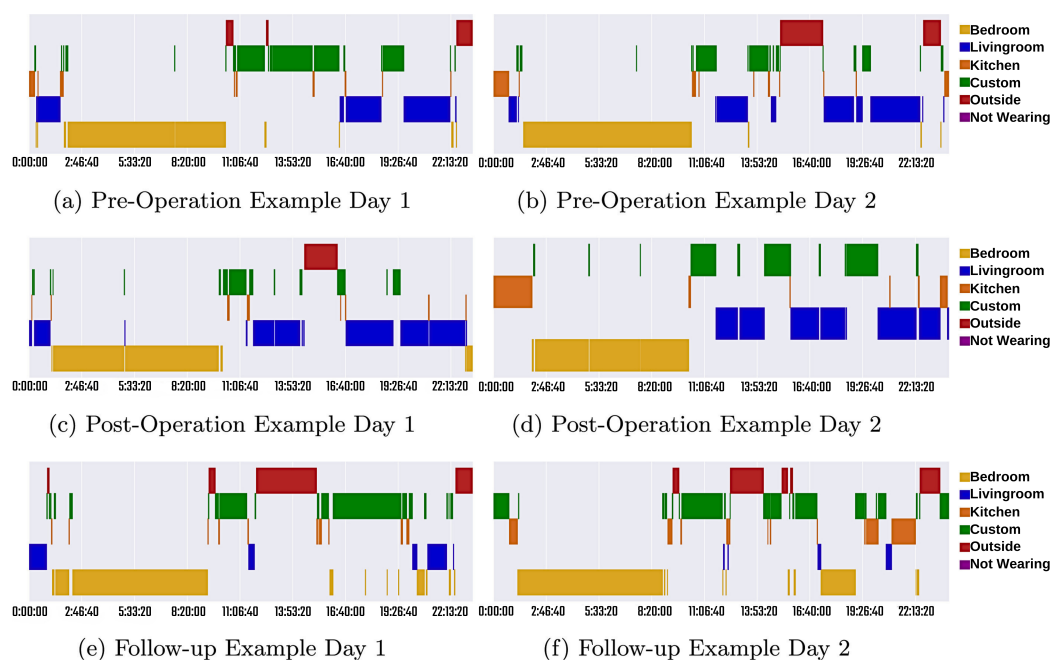 Bedroom
Livingroom
Kitchen
Custom
Outside
Not Wearing
0:00:00 2:46:40 5:33:20 8:20:00 11:06:40 13:53:20 16:40:00 19:26:40 22:13:20
0:00:00 2:46:40 5:33:20 8:20:00 11:06:40 13:53:20 16:40:00 19:26:40 22:13:20
(a) Pre-Operation Example Day 1
(b) Pre-Operation Example Day 2
Bedroom
Livingroom
Kitchen
Custom
Outside
Not Wearing
0:00:00 2:46:40 5:33:20 8:20:00 11:06:40 13:53:20 16:40:00 19:26:40 22:13:20
0:00:00 2:46:40 5:33:20 8:20:00 11:06:40 13:53:20 16:40:00 19:26:40 22:13:20
(c) Post-Operation Example Day 1
(d) Post-Operation Example Day 2
Bedroom
Livingroom
Kitchen
Custom
Outside
Not Wearing
0:00:00 2:46:40 5:33:20 8:20:00 11:06:40 13:53:20 16:40:00 19:26:40 22:13:20
0:00:00 2:46:40 5:33:20 8:20:00 11:06:40 13:53:20 16:40:00 19:26:40 22:13:20
(e) Follow-up Example Day 1
(f) Follow-up Example Day 2